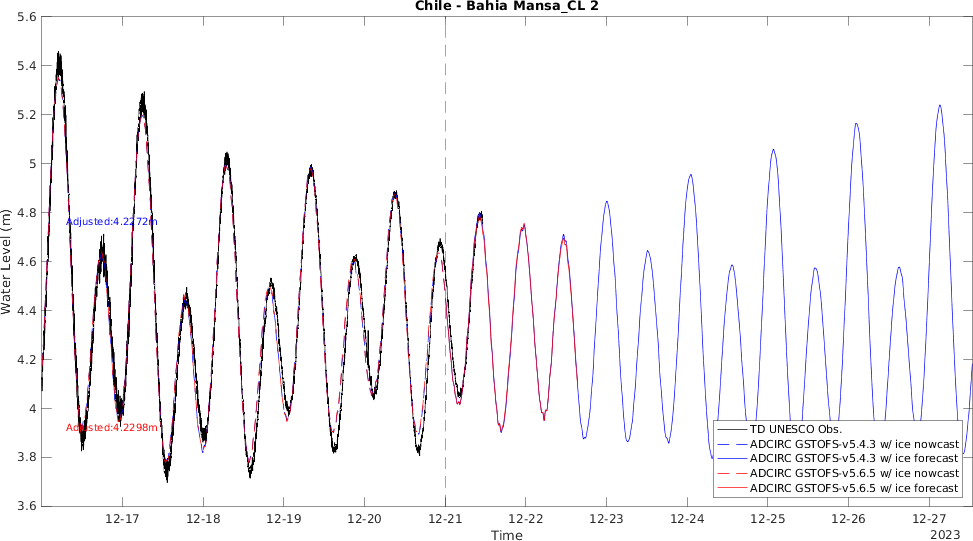 Chile - Bahia Mansa_CL 2
5.6
5.4
5.2
5
4.8
4.6
4.4
4.2
4
3.8
3.6
Water Level (m)
Adjusted:4.2272m
Adjusted:4.2298m
TD UNESCO Obs.
ADCIRC GSTOFS-v5.4.3 w/ ice nowcast
ADCIRC GSTOFS-v5.4.3 w/ ice forecast
ADCIRC GSTOFS-v5.6.5 w/ ice nowcast
ADCIRC GSTOFS-v5.6.5 w/ ice forecast
12-17 12-18 12-19 12-20 12-21 12-22 12-23 12-24 12-25 12-26 12-27
2023
Time